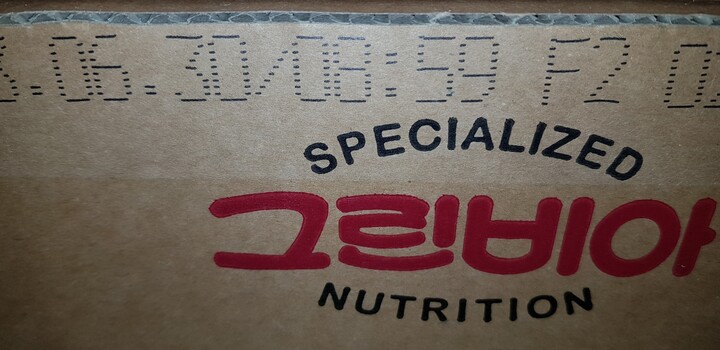 .06.30/08:59 F2
SPECIALIZED
그린비아
NUTRITION